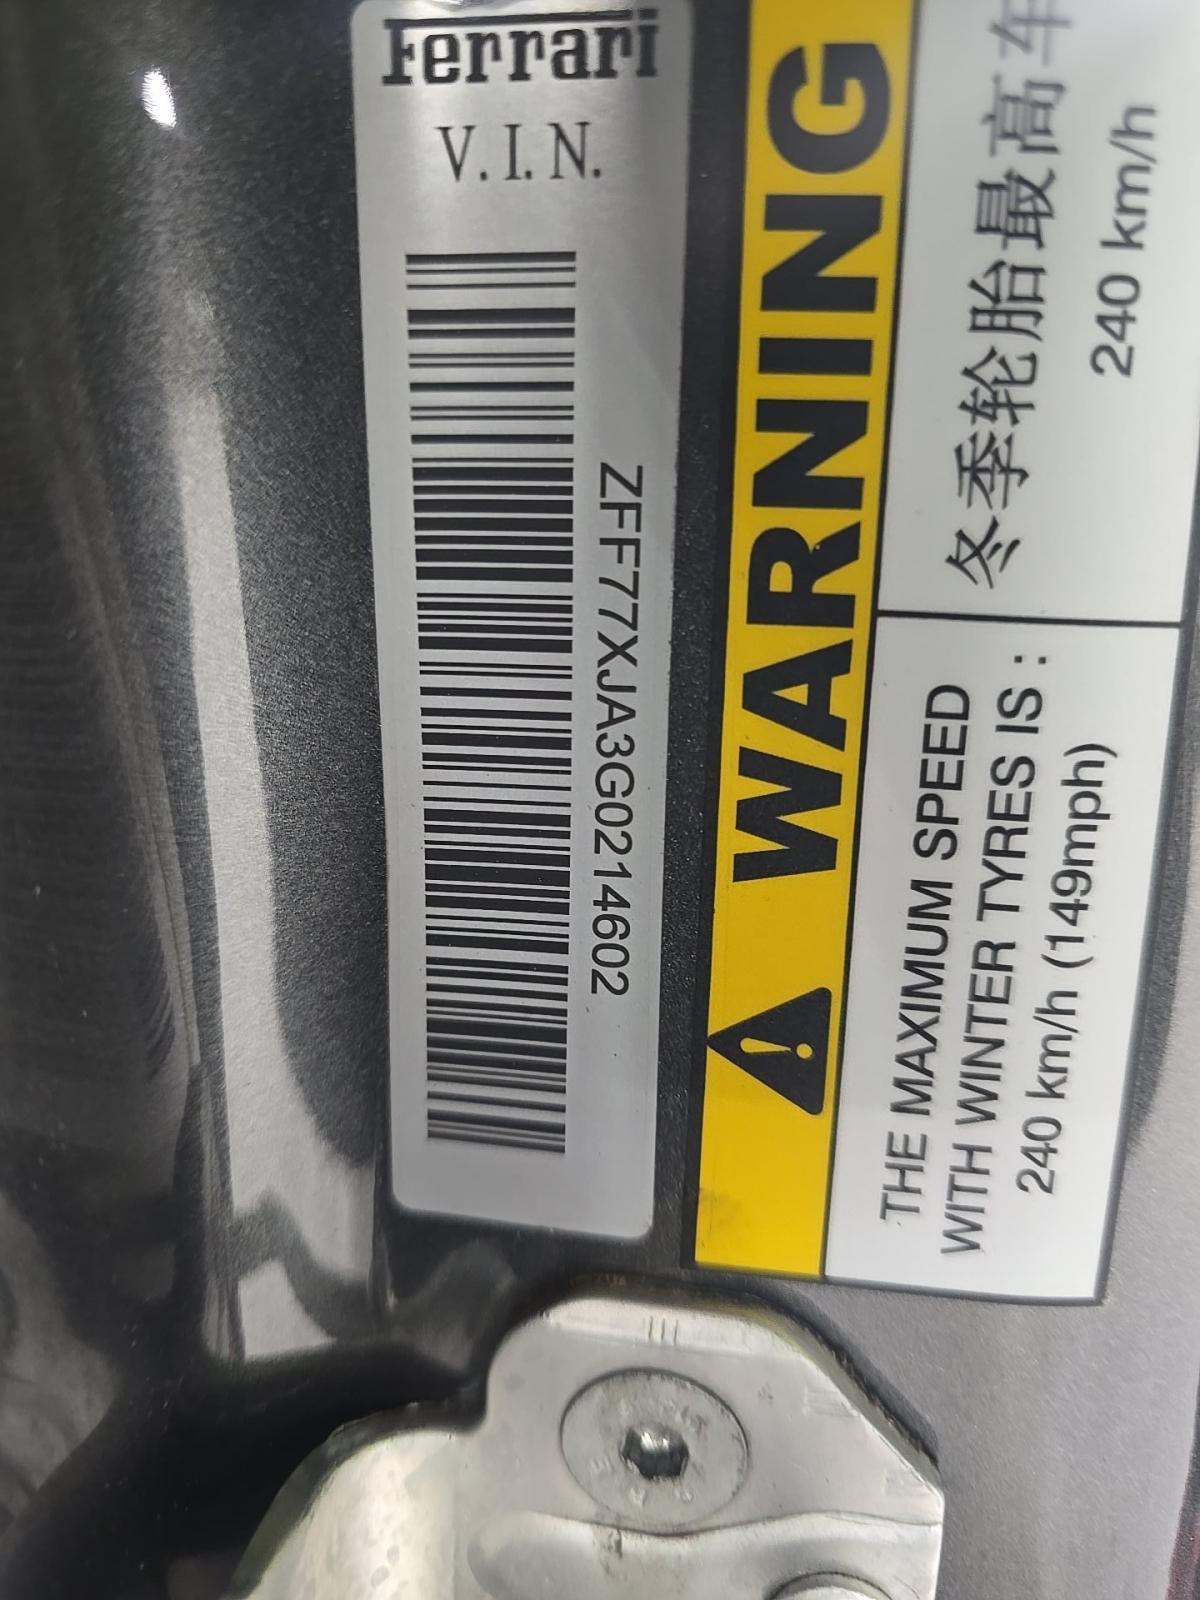 Ferrari
V.I.N.
ZFF77XJA3G0214602
WARNING
THE MAXIMUM SPEED
WITH WINTER TYRES IS :
240 km/h (149mph)
冬季轮胎最高车
240 km/h